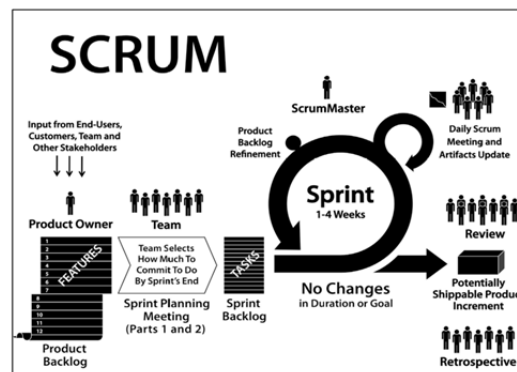 SCRUM
Input from End-Users,
Customers, Team and
Other Stakeholders
Product Owner
Team
1
2
3
4
5
6
7
8
9
10
11
12
FEATURES
Product
Backlog
Team Selects
How Much To
Commit To Do
By Sprint's End
Sprint Planning
Meeting
(Parts 1 and 2)
TASKS
Sprint
Backlog
ScrumMaster
Product
Backlog
Refinement
Sprint
1-4 Weeks
No Changes
in Duration or Goal
Daily Scrum
Meeting and
Artifacts Update
Review
Potentially
Shippable Product
Increment
Retrospective